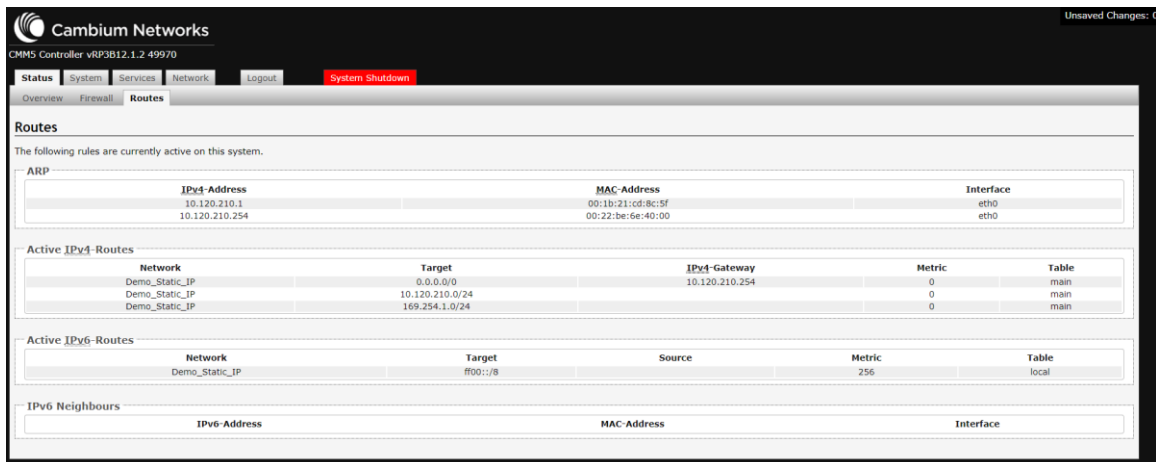 Unsaved Changes:
Cambium Networks
CMM5 Controller vRP3B12.1.2 49970
Status System Services Network Logout System Shutdown
Overview Firewall Routes
Routes
The following rules are currently active on this system.
ARP
IPv4-Address MAC-Address Interface
10.120.210.1 00:1b:21:cd:8c:5f eth0
10.120.210.254 00:22:be:6e:40:00 eth0
Active IPv4-Routes
Network Target IPv4-Gateway Metric Table
Demo_Static_IP 0.0.0.0/0 10.120.210.254 0 main
Demo_Static_IP 10.120.210.0/24 0 main
Demo_Static_IP 169.254.1.0/24 0 main
Active IPv6-Routes
Network Target Source Metric Table
Demo_Static_IP ff00::/8 256 local
IPv6 Neighbours
IPv6-Address MAC-Address Interface